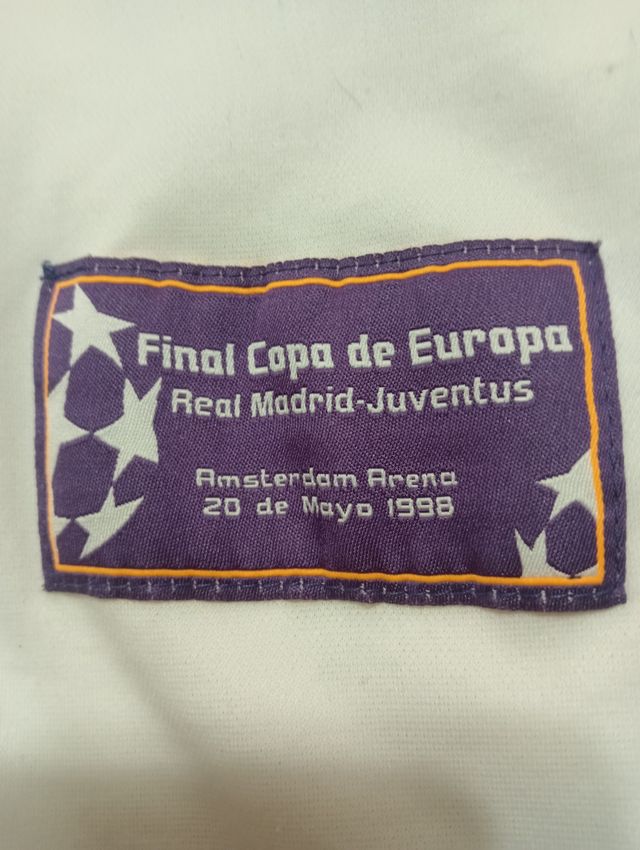 Final Copa de Europa
Real Madrid-Juventus
Amsterdam Arena
20 de Mayo 1998